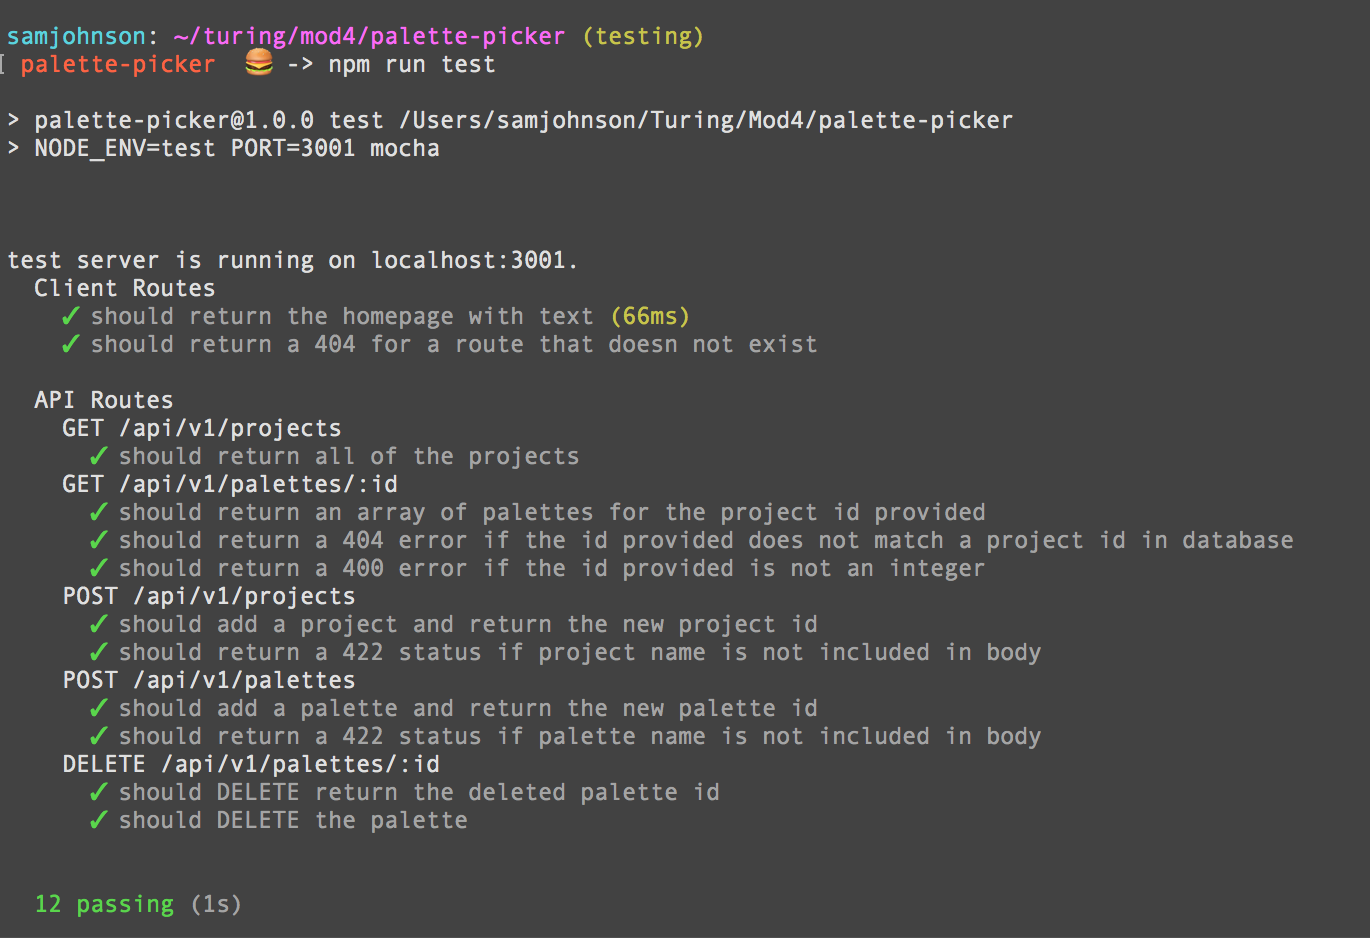 samjohnson: ~/turing/mod4/palette-picker (testing)
[ palette-picker 🍔 -> npm run test
> palette-picker@1.0.0 test /Users/samjohnson/Turing/Mod4/palette-picker
> NODE_ENV=test PORT=3001 mocha
test server is running on localhost:3001.
Client Routes
✓ should return the homepage with text (66ms)
✓ should return a 404 for a route that doesn not exist
API Routes
GET /api/v1/projects
✓ should return all of the projects
GET /api/v1/palettes/:id
✓ should return an array of palettes for the project id provided
✓ should return a 404 error if the id provided does not match a project id in database
✓ should return a 400 error if the id provided is not an integer
POST /api/v1/projects
✓ should add a project and return the new project id
✓ should return a 422 status if project name is not included in body
POST /api/v1/palettes
✓ should add a palette and return the new palette id
✓ should return a 422 status if palette name is not included in body
DELETE /api/v1/palettes/:id
✓ should DELETE return the deleted palette id
✓ should DELETE the palette
12 passing (1s)